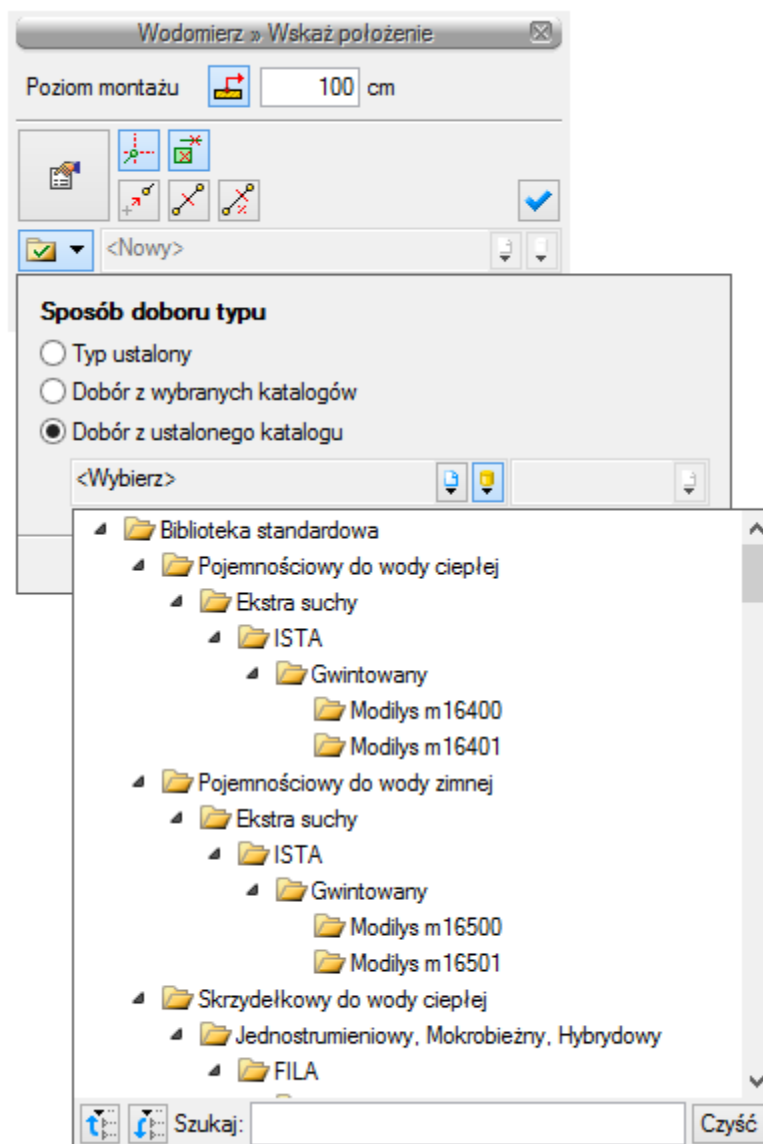 Wodomierz » Wskaż położenie
Poziom montażu 100 cm
<Nowy>
Sposób doboru typu
Typ ustalony
Dobór z wybranych katalogów
Dobór z ustalonego katalogu
<Wybierz>
Biblioteka standardowa
Pojemnościowy do wody ciepłej
Ekstra suchy
ISTA
Gwintowany
Modilys m16400
Modilys m16401
Pojemnościowy do wody zimnej
Ekstra suchy
ISTA
Gwintowany
Modilys m16500
Modilys m16501
Skrzydełkowy do wody ciepłej
Jednostrumieniowy, Mokrobieżny, Hybrydowy
FILA
Szukaj: Czyść